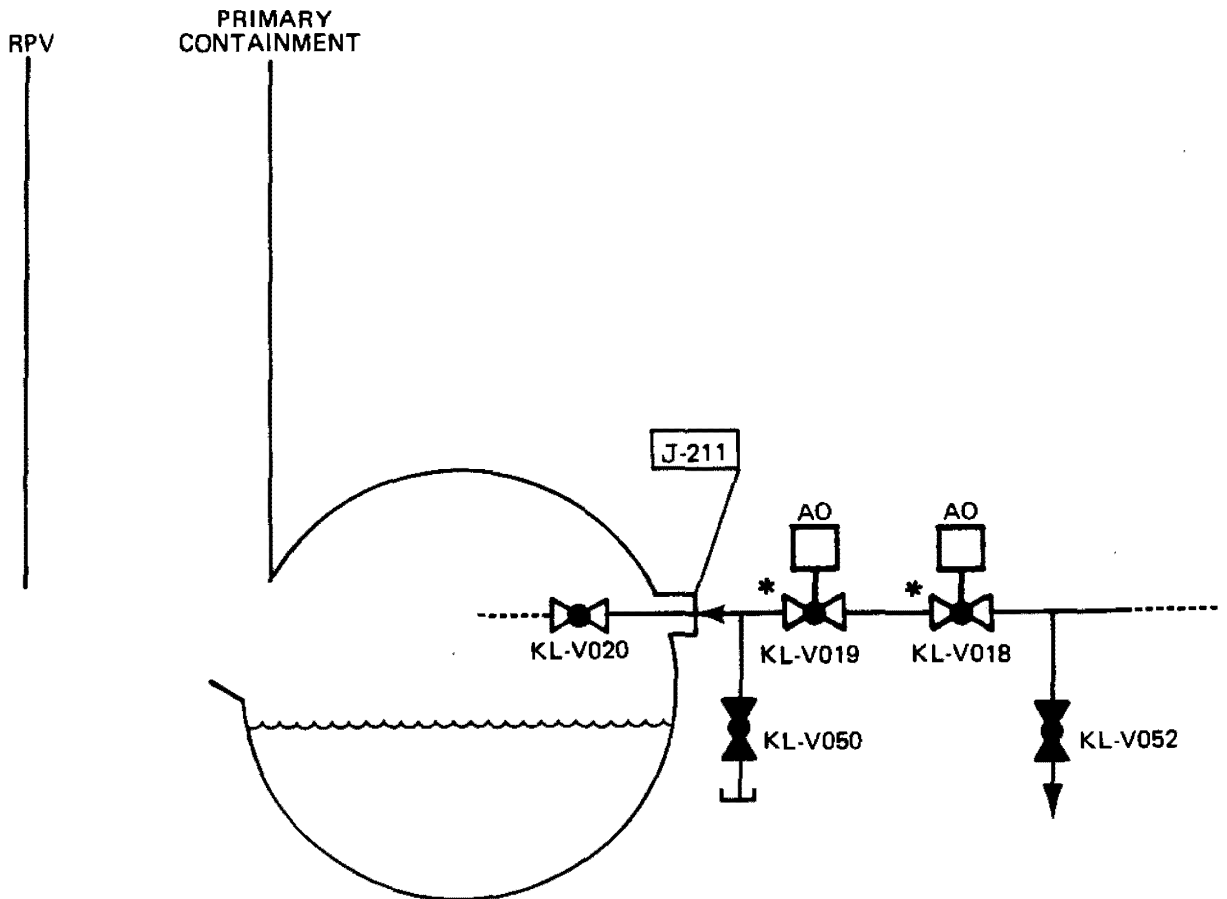 RPV
PRIMARY
CONTAINMENT
J-211
AO
AO
*
*
KL-V020
KL-V019
KL-V018
KL-V050
KL-V052